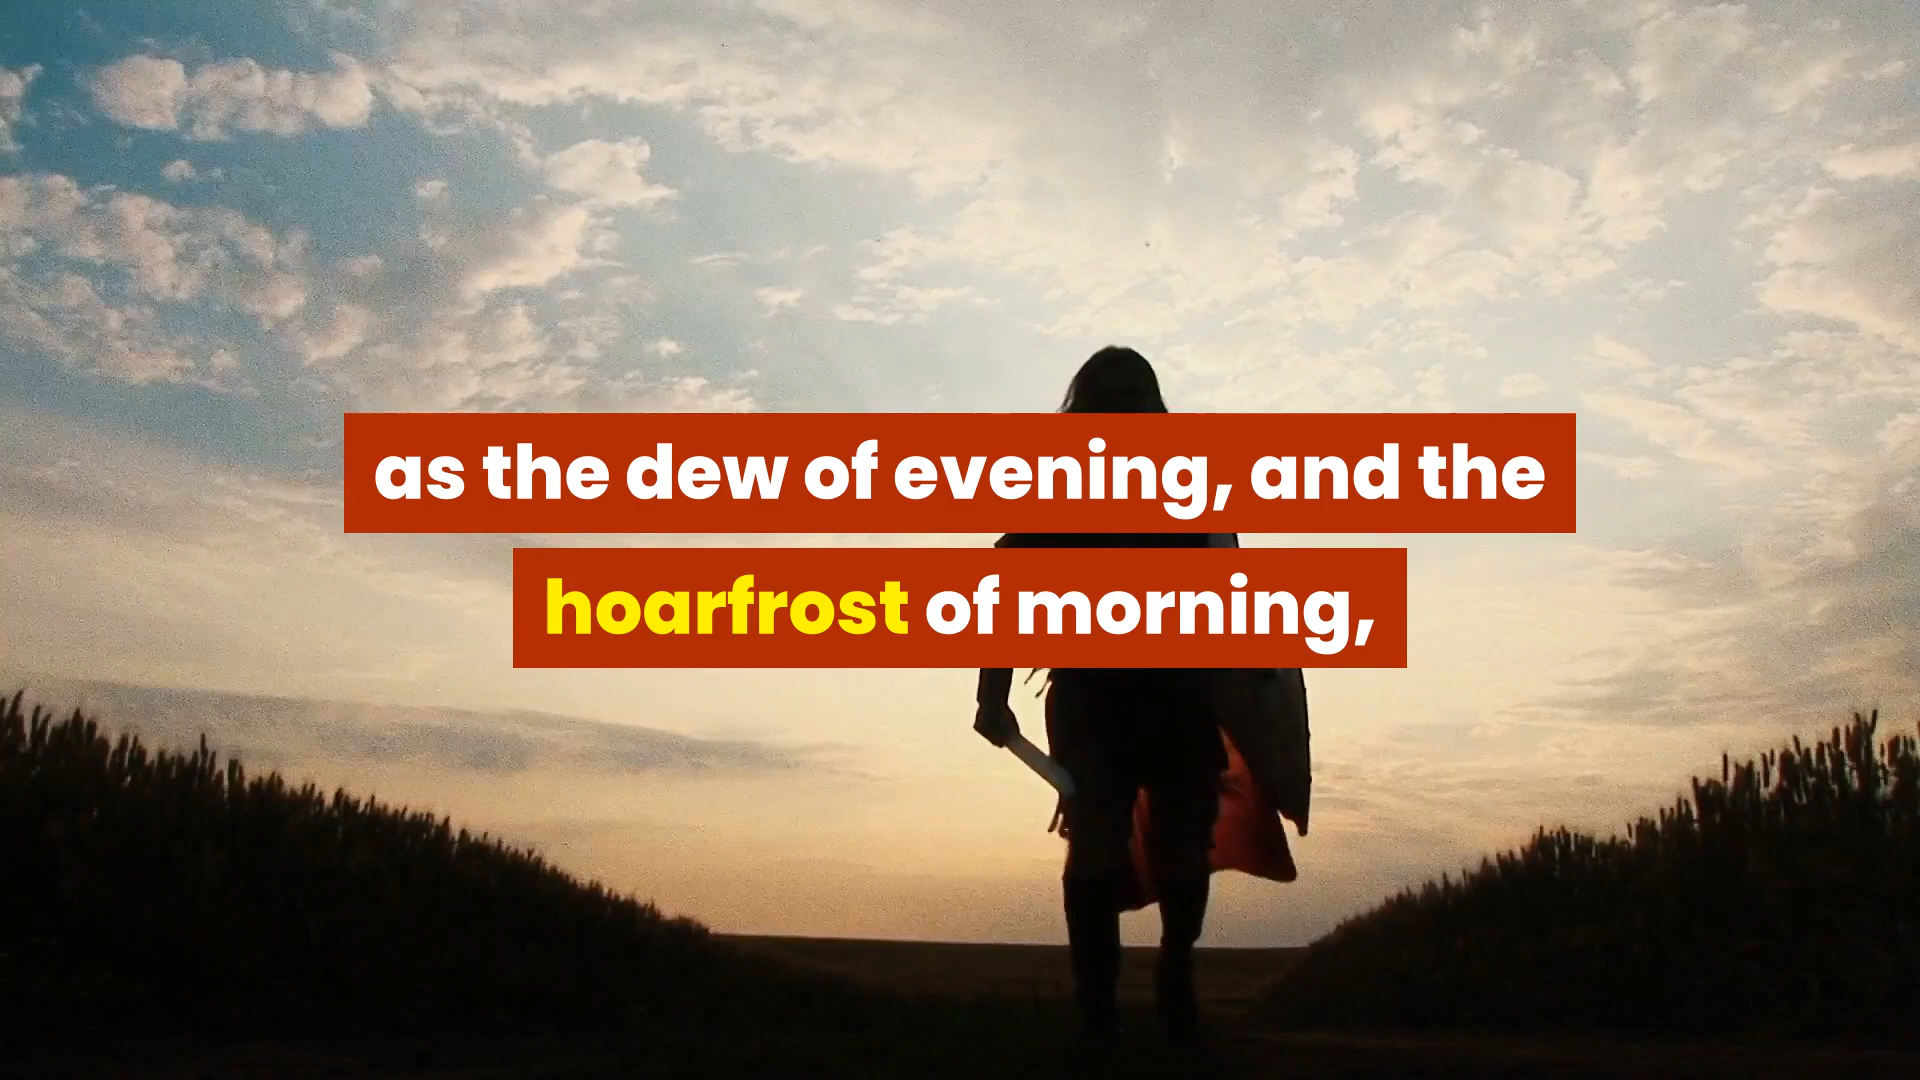 as the dew of evening, and the
hoarfrost of morning,